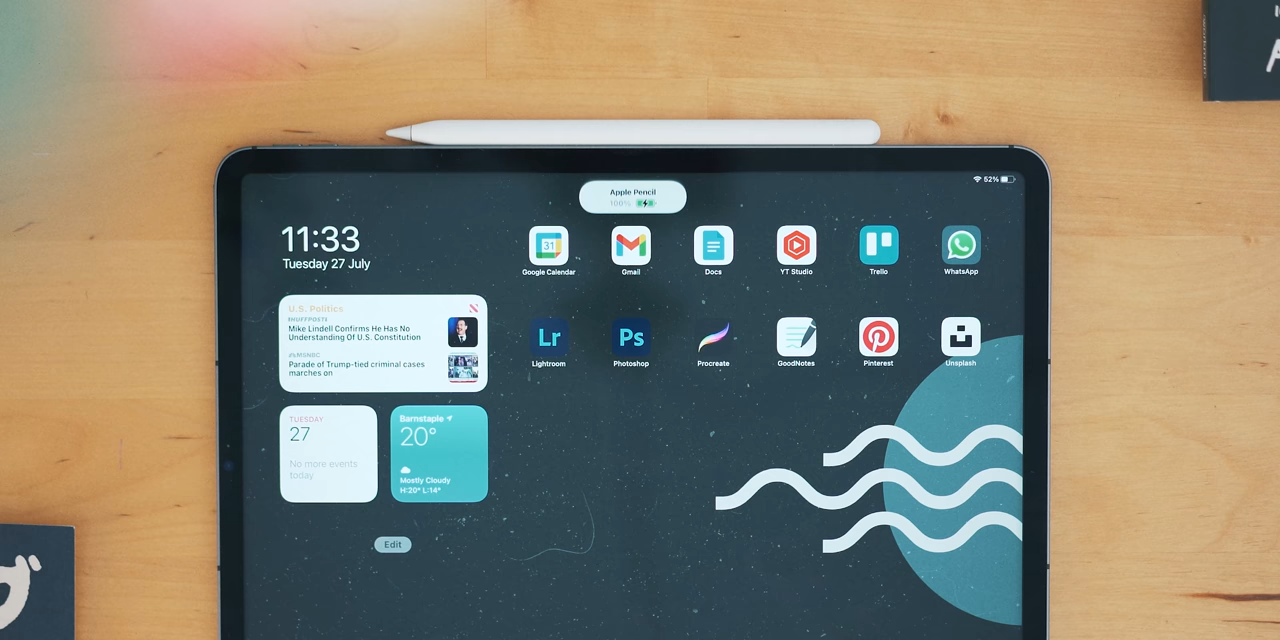 Apple Pencil
100%
52%
11:33
Tuesday 27 July
31
Google Calendar
Gmail
Docs
YT Studio
Trello
WhatsApp
U.S. Politics
HUFFPOST
Mike Lindell Confirms He Has No
Understanding Of U.S. Constitution
MSNBC
Parade of Trump-tied criminal cases
marches on
Lr
Ps
Lightroom
Photoshop
Procreate
GoodNotes
Pinterest
Unsplash
TUESDAY
27
No more events
today
Barnstaple
20°
Mostly Cloudy
H:20° L:14°
Edit